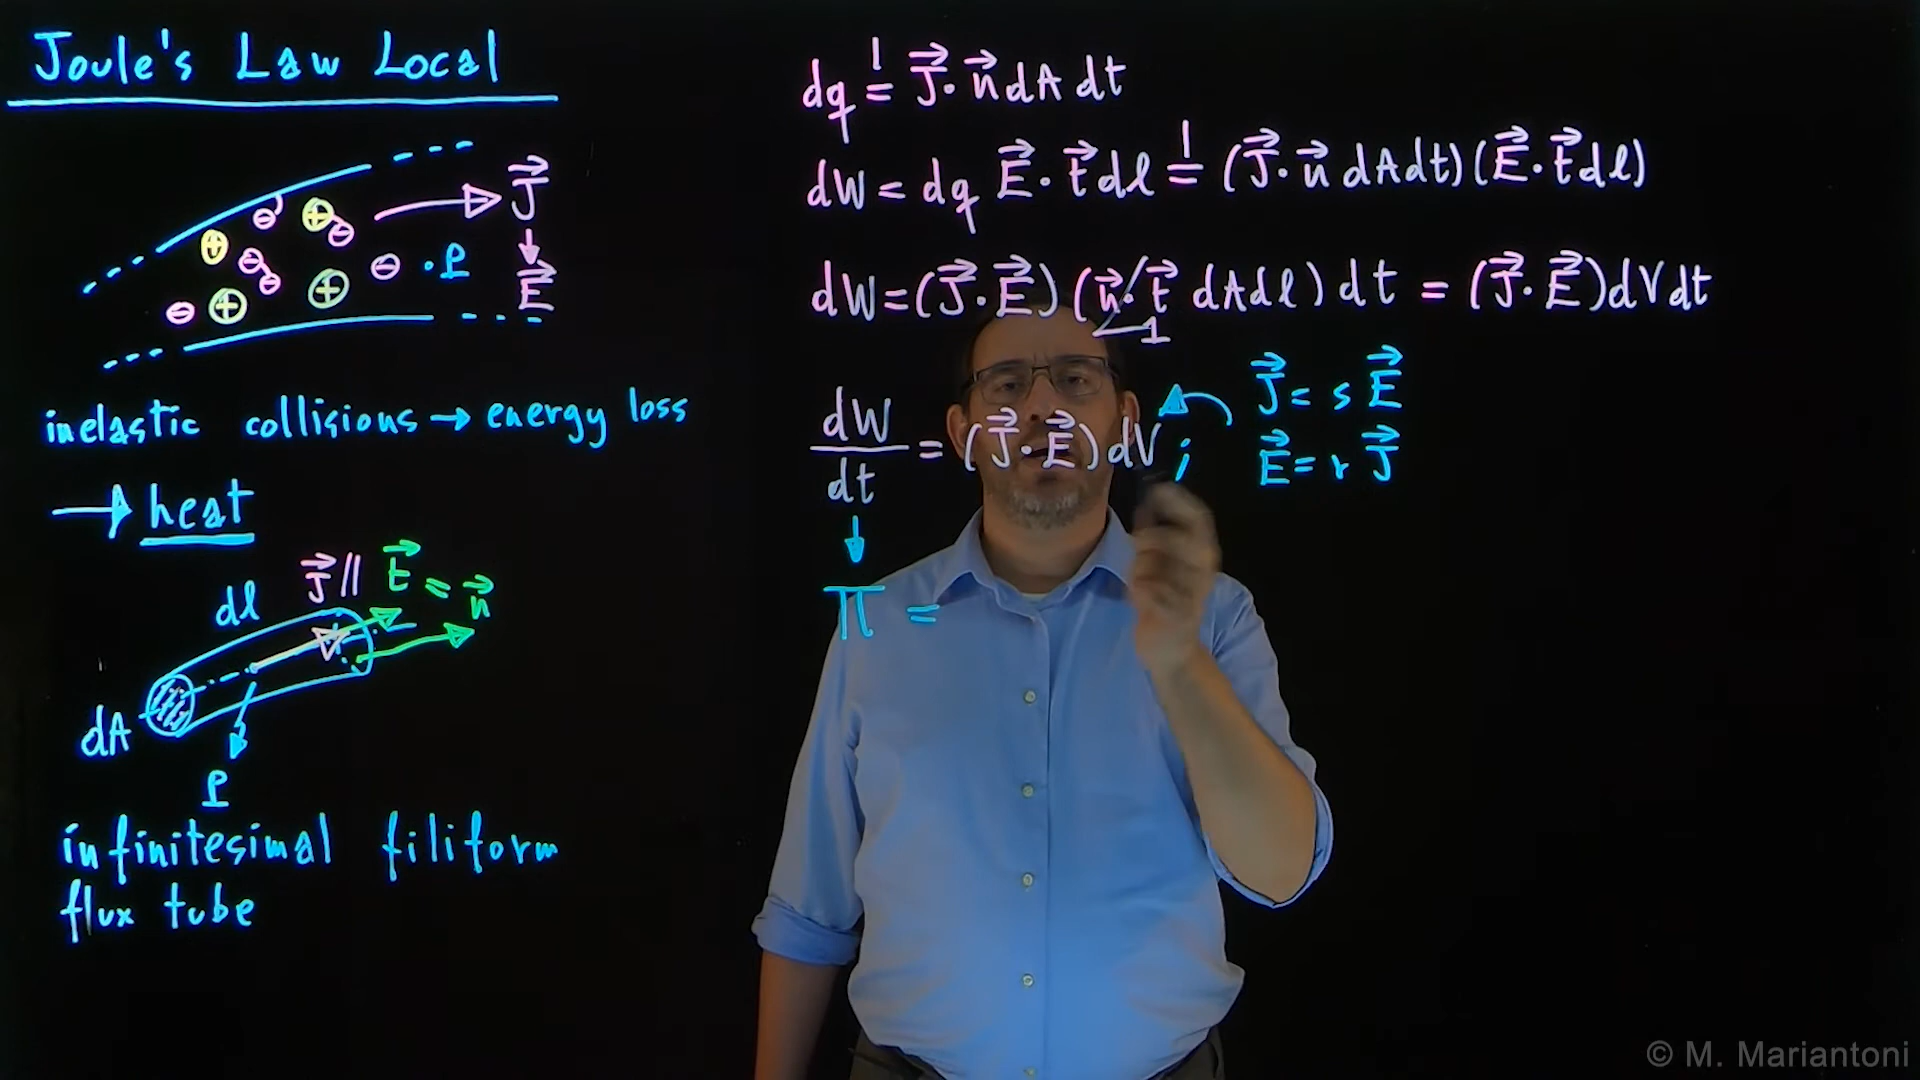 Joule's Law Local
J⃗
E⃗
· P
inelastic collisions → energy loss
→ heat
dl J⃗ // t⃗ = n⃗
dA
P
infinitesimal filiform
flux tube
dq = J⃗ · n⃗ dA dt
dW = dq E⃗ · t⃗ dl = (J⃗ · n⃗ dA dt)(E⃗ · t⃗ dl)
dW = (J⃗ · E⃗)(n⃗ · t⃗ dA dl) dt = (J⃗ · E⃗) dV dt
1
dW/dt = (J⃗ · E⃗) dV ;
J⃗ = s E⃗
E⃗ = r J⃗
Π =
© M. Mariantoni